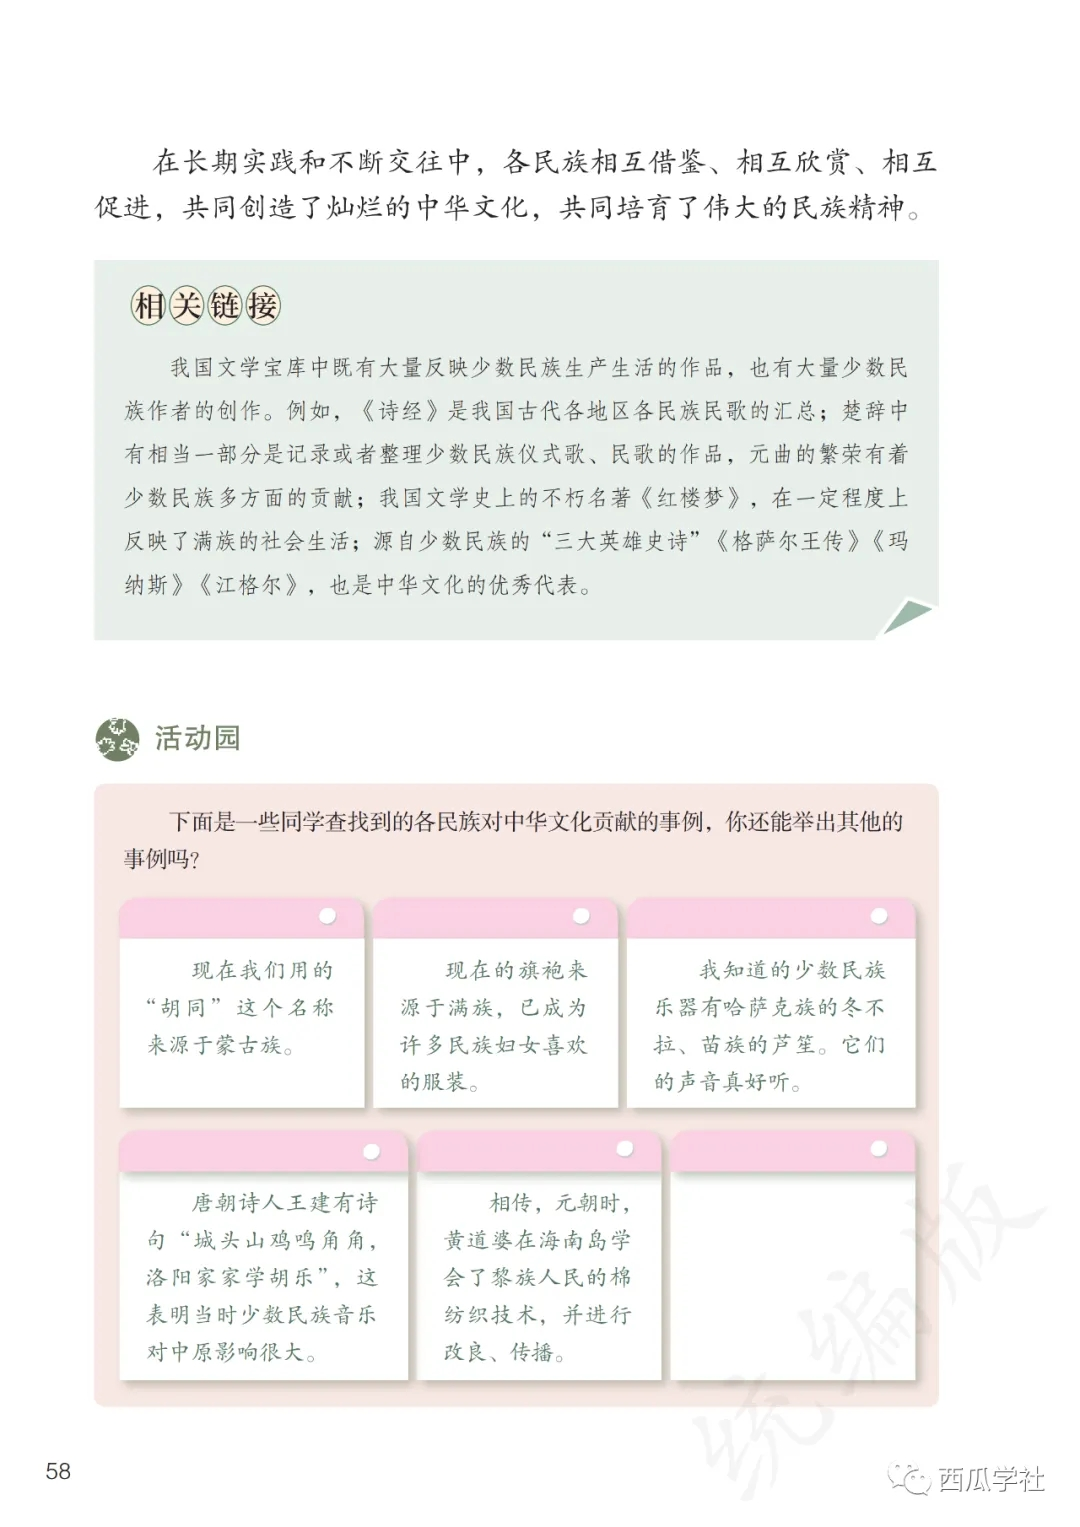 在长期实践和不断交往中，各民族相互借鉴、相互欣赏、相互
促进，共同创造了灿烂的中华文化，共同培育了伟大的民族精神。
相关链接
我国文学宝库中既有大量反映少数民族生产生活的作品，也有大量少数民
族作者的创作。例如，《诗经》是我国古代各地区各民族民歌的汇总；楚辞中
有相当一部分是记录或者整理少数民族仪式歌、民歌的作品，元曲的繁荣有着
少数民族多方面的贡献；我国文学史上的不朽名著《红楼梦》，在一定程度上
反映了满族的社会生活；源自少数民族的“三大英雄史诗”《格萨尔王传》《玛
纳斯》《江格尔》，也是中华文化的优秀代表。
活动园
下面是一些同学查找到的各民族对中华文化贡献的事例，你还能举出其他的
事例吗？
现在我们用的
“胡同”这个名称
来源于蒙古族。
现在的旗袍来
源于满族，已成为
许多民族妇女喜欢
的服装。
我知道的少数民族
乐器有哈萨克族的冬不
拉、苗族的芦笙。它们
的声音真好听。
唐朝诗人王建有诗
句“城头山鸡鸣角角，
洛阳家家学胡乐”，这
表明当时少数民族音乐
对中原影响很大。
相传，元朝时，
黄道婆在海南岛学
会了黎族人民的棉
纺织技术，并进行
改良、传播。
统编版
58
西瓜学社